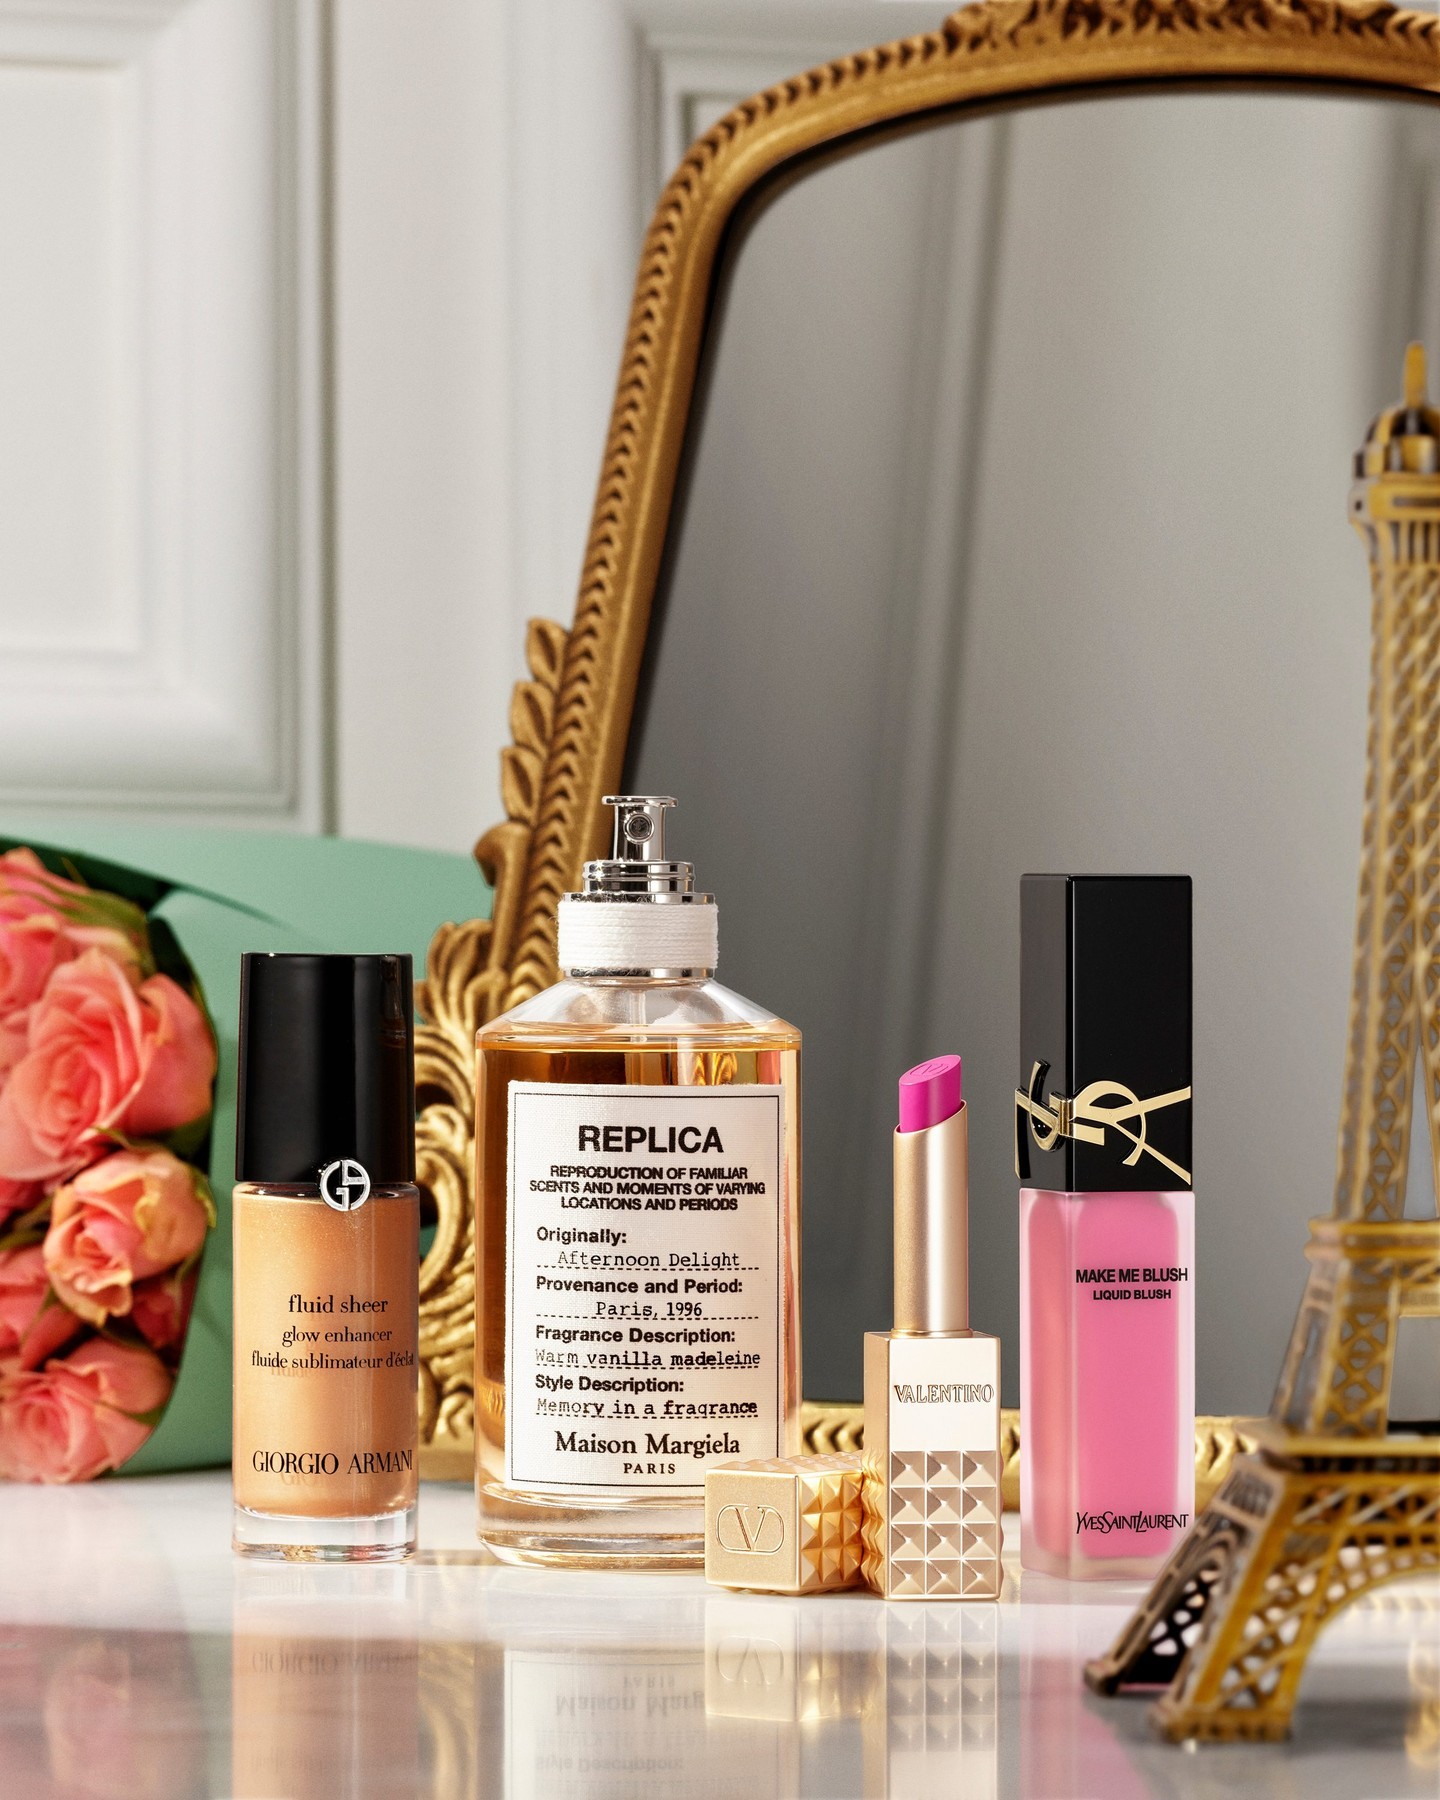 fluid sheer
glow enhancer
fluide sublimateur d'éclat
GIORGIO ARMANI
REPLICA
REPRODUCTION OF FAMILIAR
SCENTS AND MOMENTS OF VARYING
LOCATIONS AND PERIODS
Originally:
Afternoon Delight
Provenance and Period:
Paris, 1996
Fragrance Description:
Warm vanilla madeleine
Style Description:
Memory in a fragrance
Maison Margiela
PARIS
V
VALENTINO
YSL
MAKE ME BLUSH
LIQUID BLUSH
YVESSAINTLAURENT